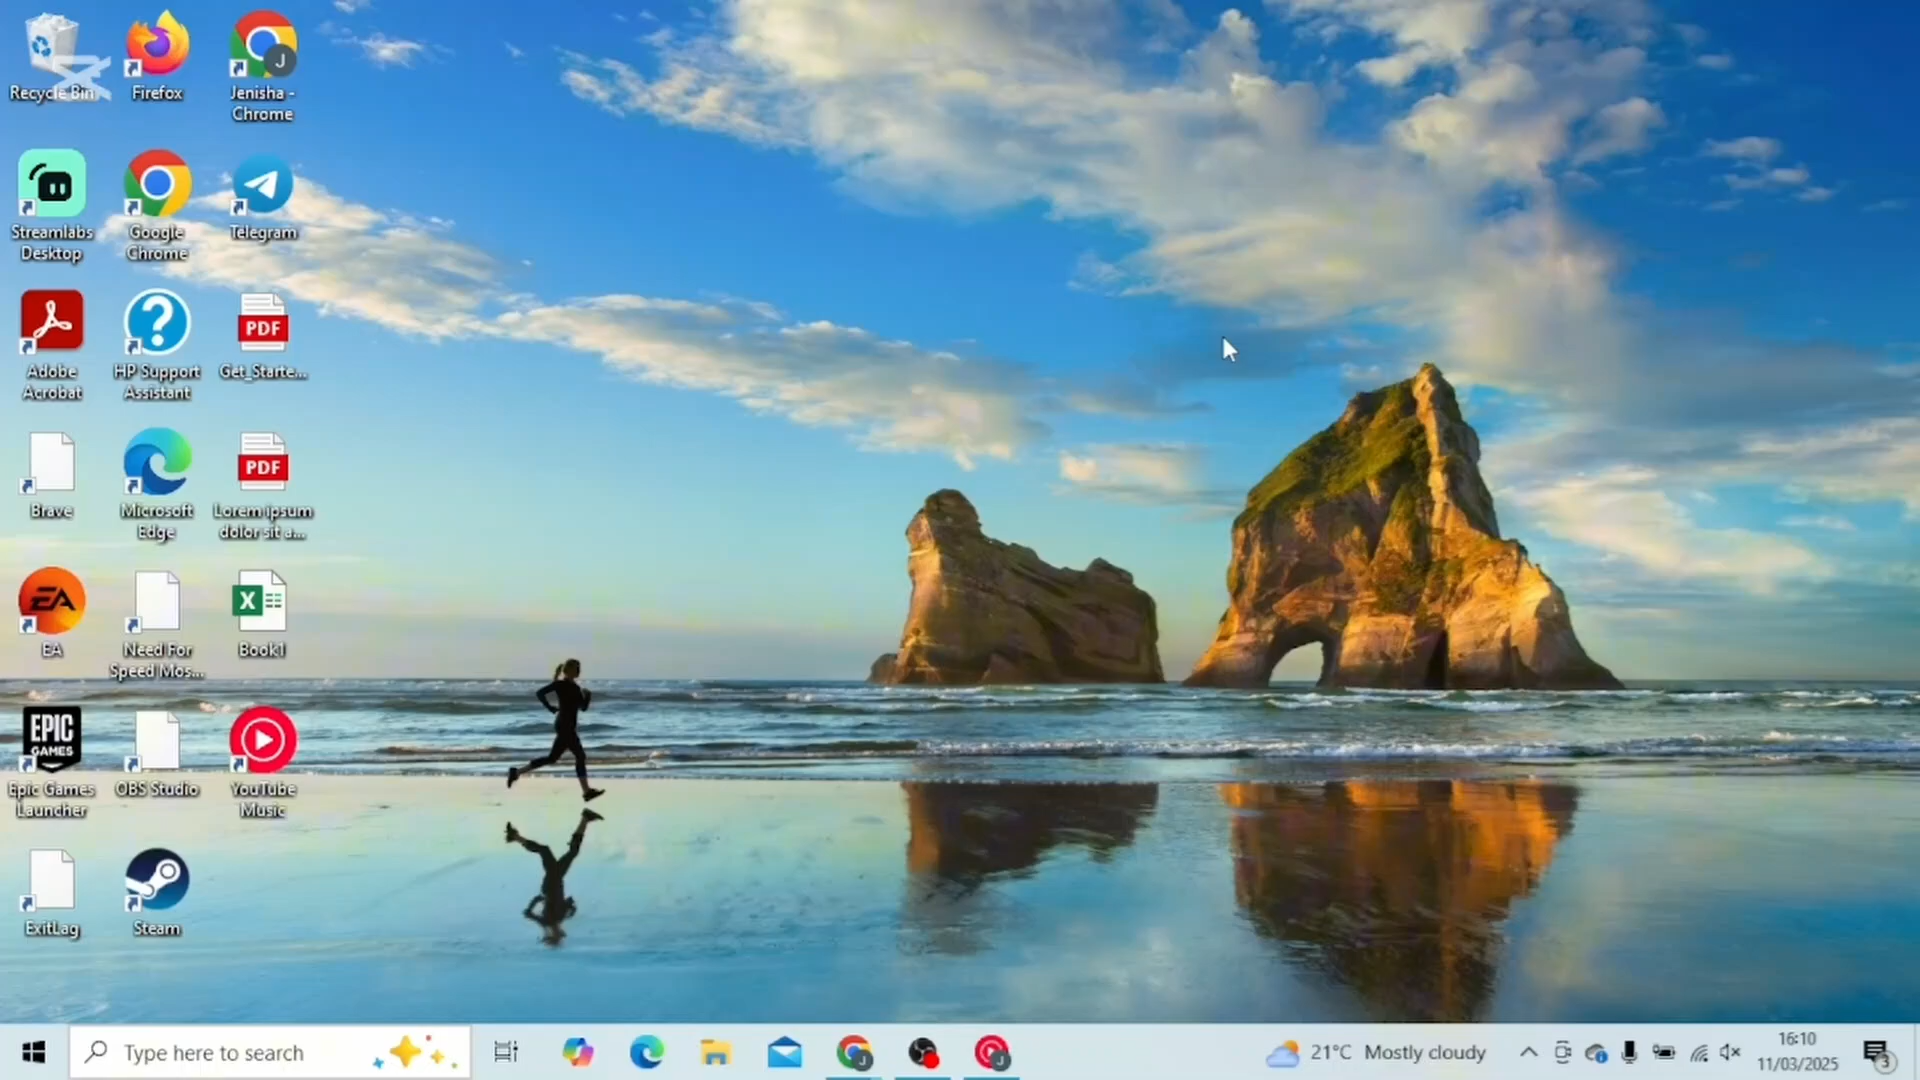 Recycle Bin
Firefox
J
Jenisha -
Chrome
Streamlabs
Desktop
Google
Chrome
Telegram
Adobe
Acrobat
HP Support
Assistant
PDF
Get_Starte...
Brave
Microsoft
Edge
PDF
Lorem ipsum
dolor sit a...
EA
EA
Need For
Speed Mos...
X
Book1
EPIC
GAMES
Epic Games
Launcher
OBS Studio
YouTube
Music
ExitLag
Steam
Type here to search
J
J
21°C Mostly cloudy
16:10
11/03/2025
3